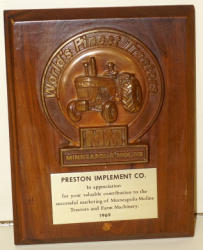 World's Finest Tractors
MINNEAPOLIS-MOLINE
PRESTON IMPLEMENT CO.
In appreciation
for your valuable contribution to the
successful marketing of Minneapolis-Moline
Tractors and Farm Machinery.
1969